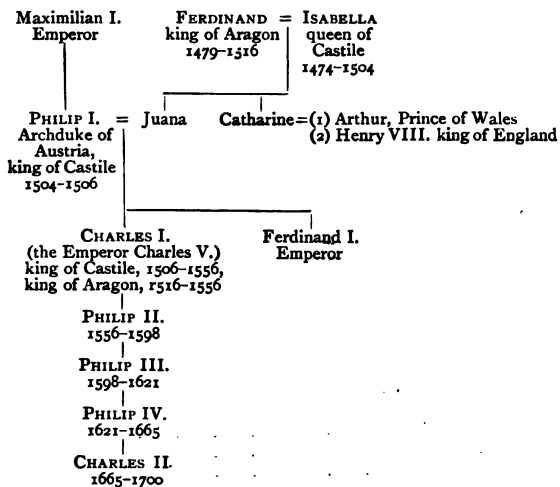 Maximilian I.
Emperor
FERDINAND = ISABELLA
king of Aragon queen of
1479–1516 Castile
1474–1504
PHILIP I. = Juana Catharine=(1) Arthur, Prince of Wales
Archduke of (2) Henry VIII. king of England
Austria,
king of Castile
1504–1506
CHARLES I. Ferdinand I.
(the Emperor Charles V.) Emperor
king of Castile, 1506–1556,
king of Aragon, 1516–1556
PHILIP II.
1556–1598
PHILIP III.
1598–1621
PHILIP IV.
1621–1665
CHARLES II.
1665–1700